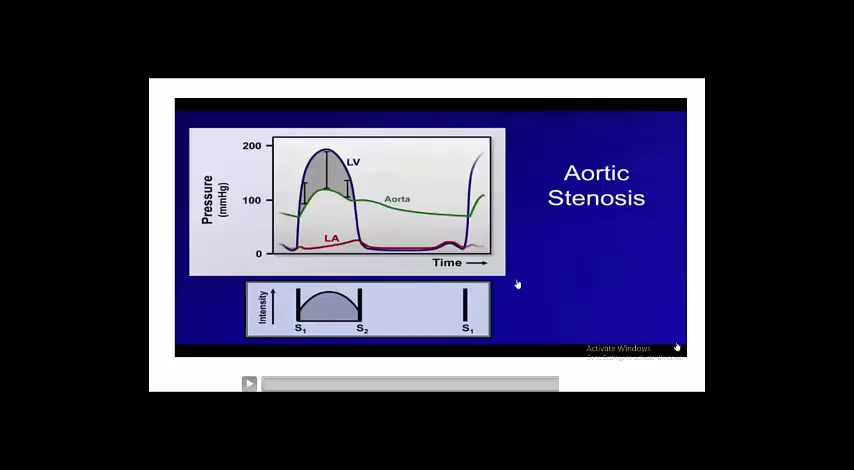 200
LV
Aortic
Stenosis
Pressure
(mmHg)
100
Aorta
LA
0
Time
Intensity
S₁
S₂
S₁
Activate Windows